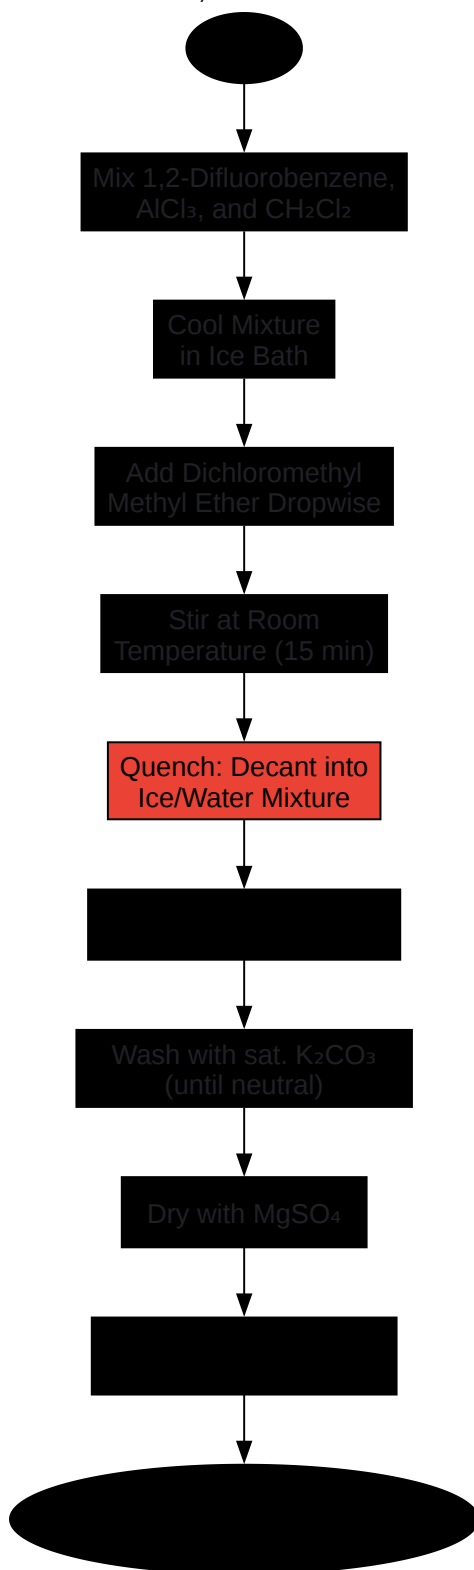 Mix 1,2-Difluorobenzene,
AlCl₃, and CH₂Cl₂
Cool Mixture
in Ice Bath
Add Dichloromethyl
Methyl Ether Dropwise
Stir at Room
Temperature (15 min)
Quench: Decant into
Ice/Water Mixture
Wash with sat. K₂CO₃
(until neutral)
Dry with MgSO₄